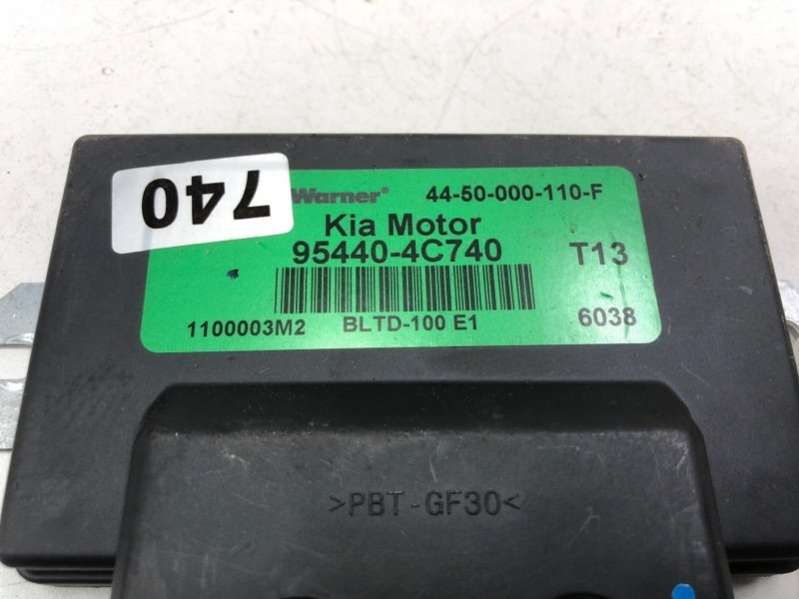 740
Warner® 44-50-000-110-F
Kia Motor
95440-4C740 T13
1100003M2 BLTD-100 E1 6038
>PBT-GF30<